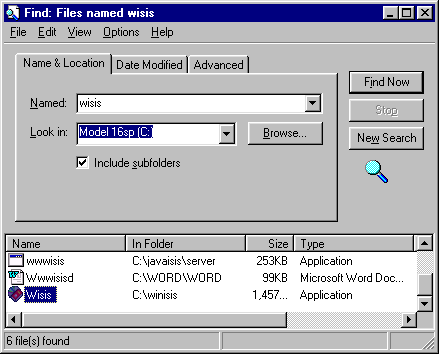 Find: Files named wisis
File Edit View Options Help
Name & Location Date Modified Advanced
Named: wisis
Look in: Model 16sp (C:)
Browse...
Include subfolders
Find Now
Stop
New Search
Name In Folder Size Type
wwwisis C:\javaisis\server 253KB Application
Wwwisisd C:\WORD\WORD 99KB Microsoft Word Doc...
Wisis C:\winisis 1,457... Application
6 file(s) found